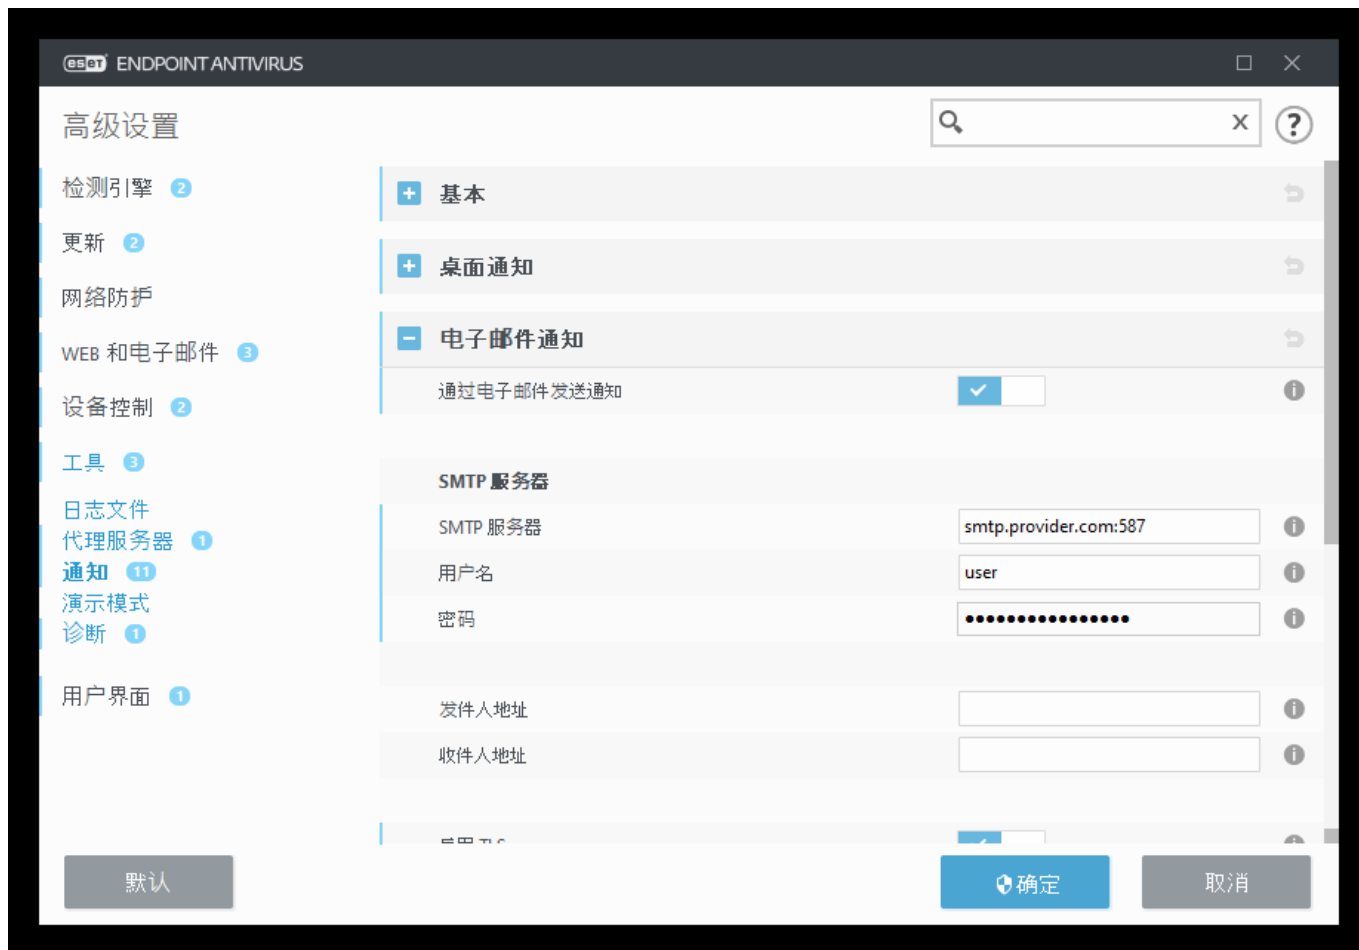 eset ENDPOINT ANTIVIRUS
高级设置
x
?
检测引擎 2
更新 2
网络防护
WEB 和电子邮件 3
设备控制 2
工具 3
日志文件
代理服务器 1
通知 11
演示模式
诊断 1
用户界面 1
基本
桌面通知
电子邮件通知
通过电子邮件发送通知
SMTP 服务器
SMTP 服务器 smtp.provider.com:587
用户名 user
密码 ••••••••••••••••
发件人地址
收件人地址
启用 TLS
默认
确定
取消